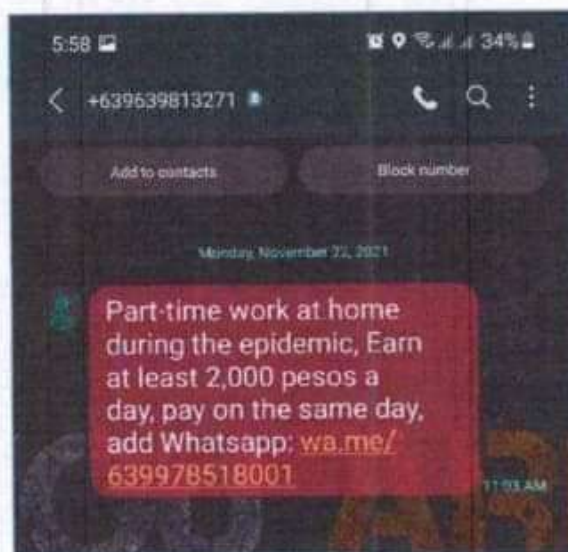 5:58 34%
+639639813271
Add to contacts Block number
Monday, November 22, 2021
Part-time work at home
during the epidemic, Earn
at least 2,000 pesos a
day, pay on the same day,
add Whatsapp: wa.me/
639978518001
11:03 AM